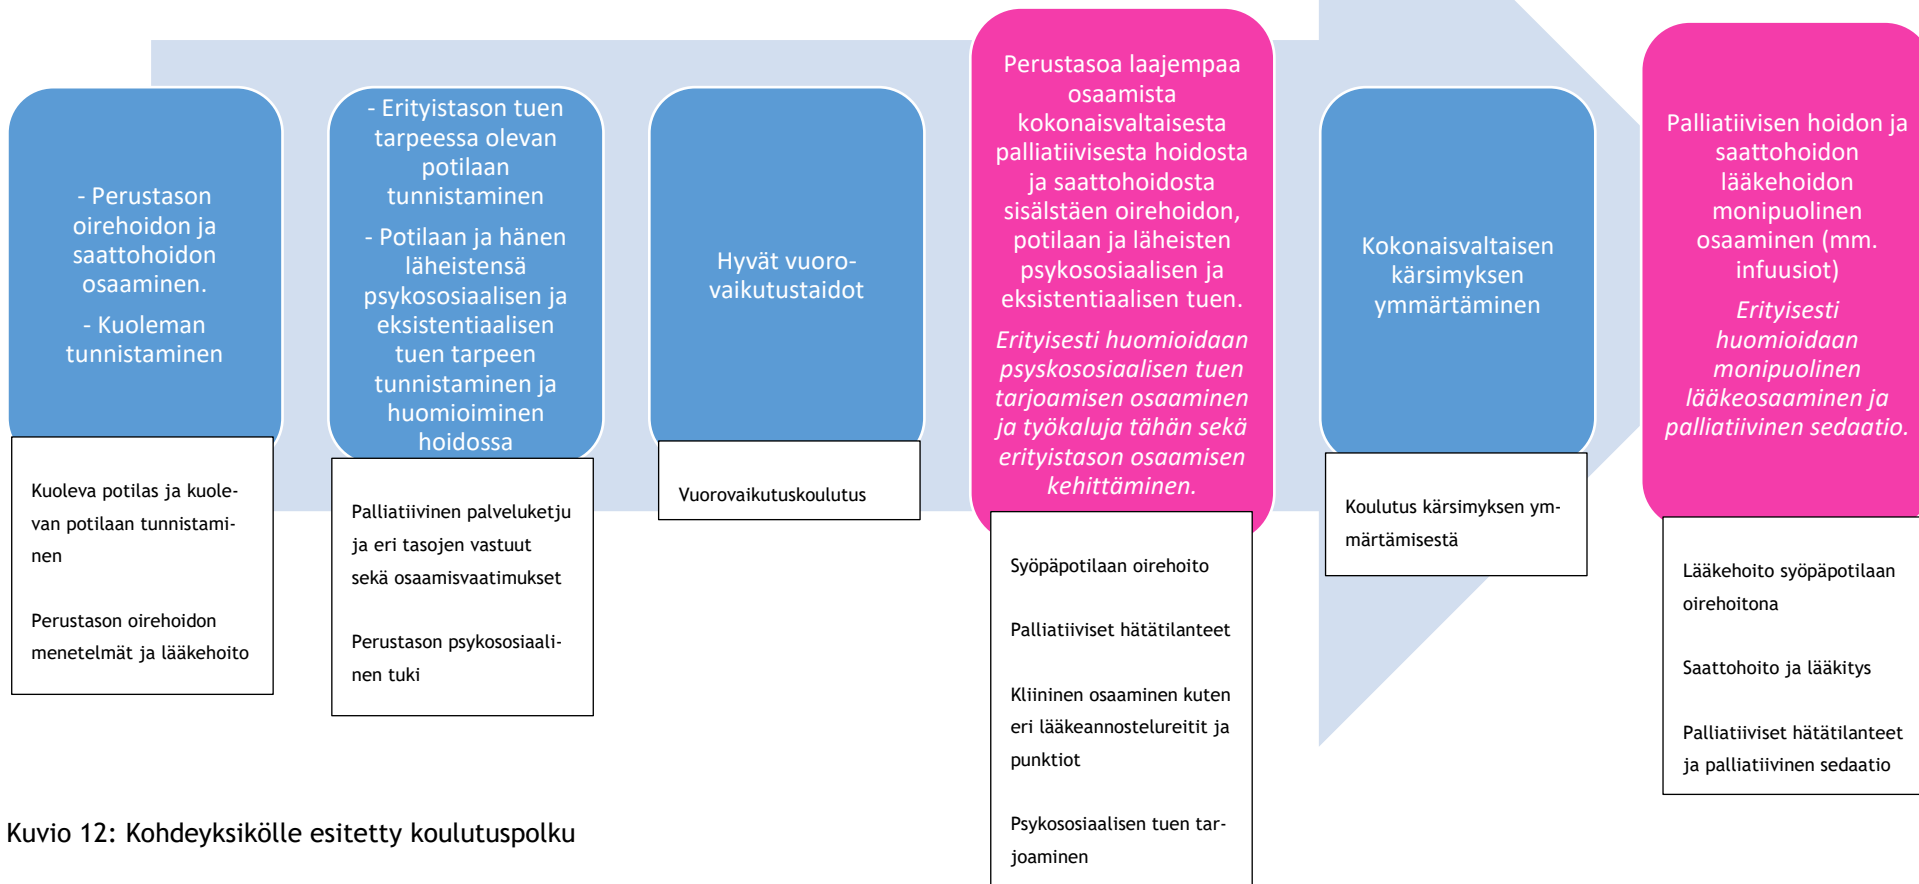 - Perustason
oirehoidon ja
saattohoidon
osaaminen.
- Kuoleman
tunnistaminen
Kuoleva potilas ja kuole-
van potilaan tunnistami-
nen
Perustason oirehoidon
menetelmät ja lääkehoito
- Erityistason tuen
tarpeessa olevan
potilaan
tunnistaminen
- Potilaan ja hänen
läheistensä
psykososiaalisen ja
eksistentiaalisen
tuen tarpeen
tunnistaminen ja
huomioiminen
hoidossa
Palliatiivinen palveluketju
ja eri tasojen vastuut
sekä osaamisvaatimukset
Perustason psykososiaali-
nen tuki
Hyvät vuoro-
vaikutustaidot
Vuorovaikutuskoulutus
Perustasoa laajempaa
osaamista
kokonaisvaltaisesta
palliatiivisesta hoidosta
ja saattohoidosta
sisälstäen oirehoidon,
potilaan ja läheisten
psykososiaalisen ja
eksistentiaalisen tuen.
Erityisesti huomioidaan
psyskososiaalisen tuen
tarjoamisen osaaminen
ja työkaluja tähän sekä
erityistason osaamisen
kehittäminen.
Syöpäpotilaan oirehoito
Palliatiiviset hätätilanteet
Kliininen osaaminen kuten
eri lääkeannostelureitit ja
punktiot
Psykososiaalisen tuen tar-
joaminen
Kokonaisvaltaisen
kärsimyksen
ymmärtäminen
Koulutus kärsimyksen ym-
märtämisestä
Palliatiivisen hoidon ja
saattohoidon
lääkehoidon
monipuolinen
osaaminen (mm.
infuusiot)
Erityisesti
huomioidaan
monipuolinen
lääkeosaaminen ja
palliatiivinen sedaatio.
Lääkehoito syöpäpotilaan
oirehoitona
Saattohoito ja lääkitys
Palliatiiviset hätätilanteet
ja palliatiivinen sedaatio
Kuvio 12: Kohdeyksikölle esitetty koulutuspolku